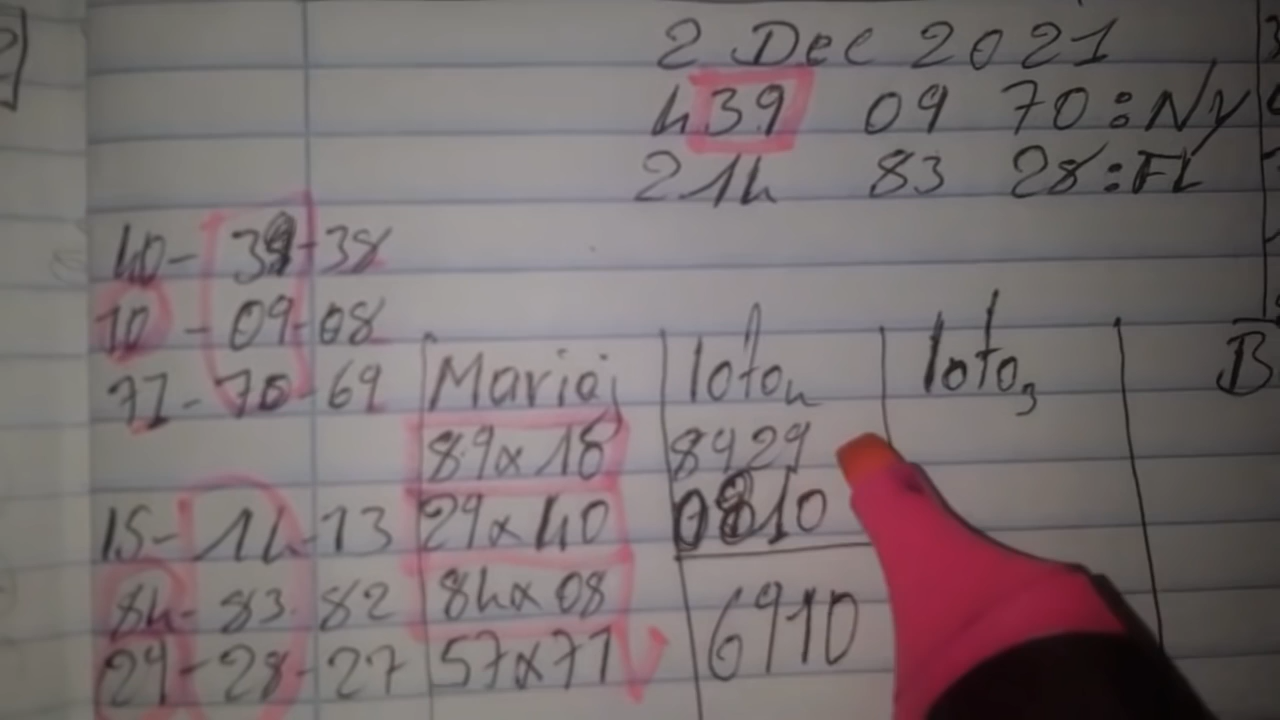 2 Dec 2021
439 09 70:NY
214 83 28:FL
40-39-38
10-09-08
71-70-69
Mariaj loto4 loto3 B
89x18 8429
15-14-13 29x40 0810
84-83-82 84x08
29-28-27 57x71 6910